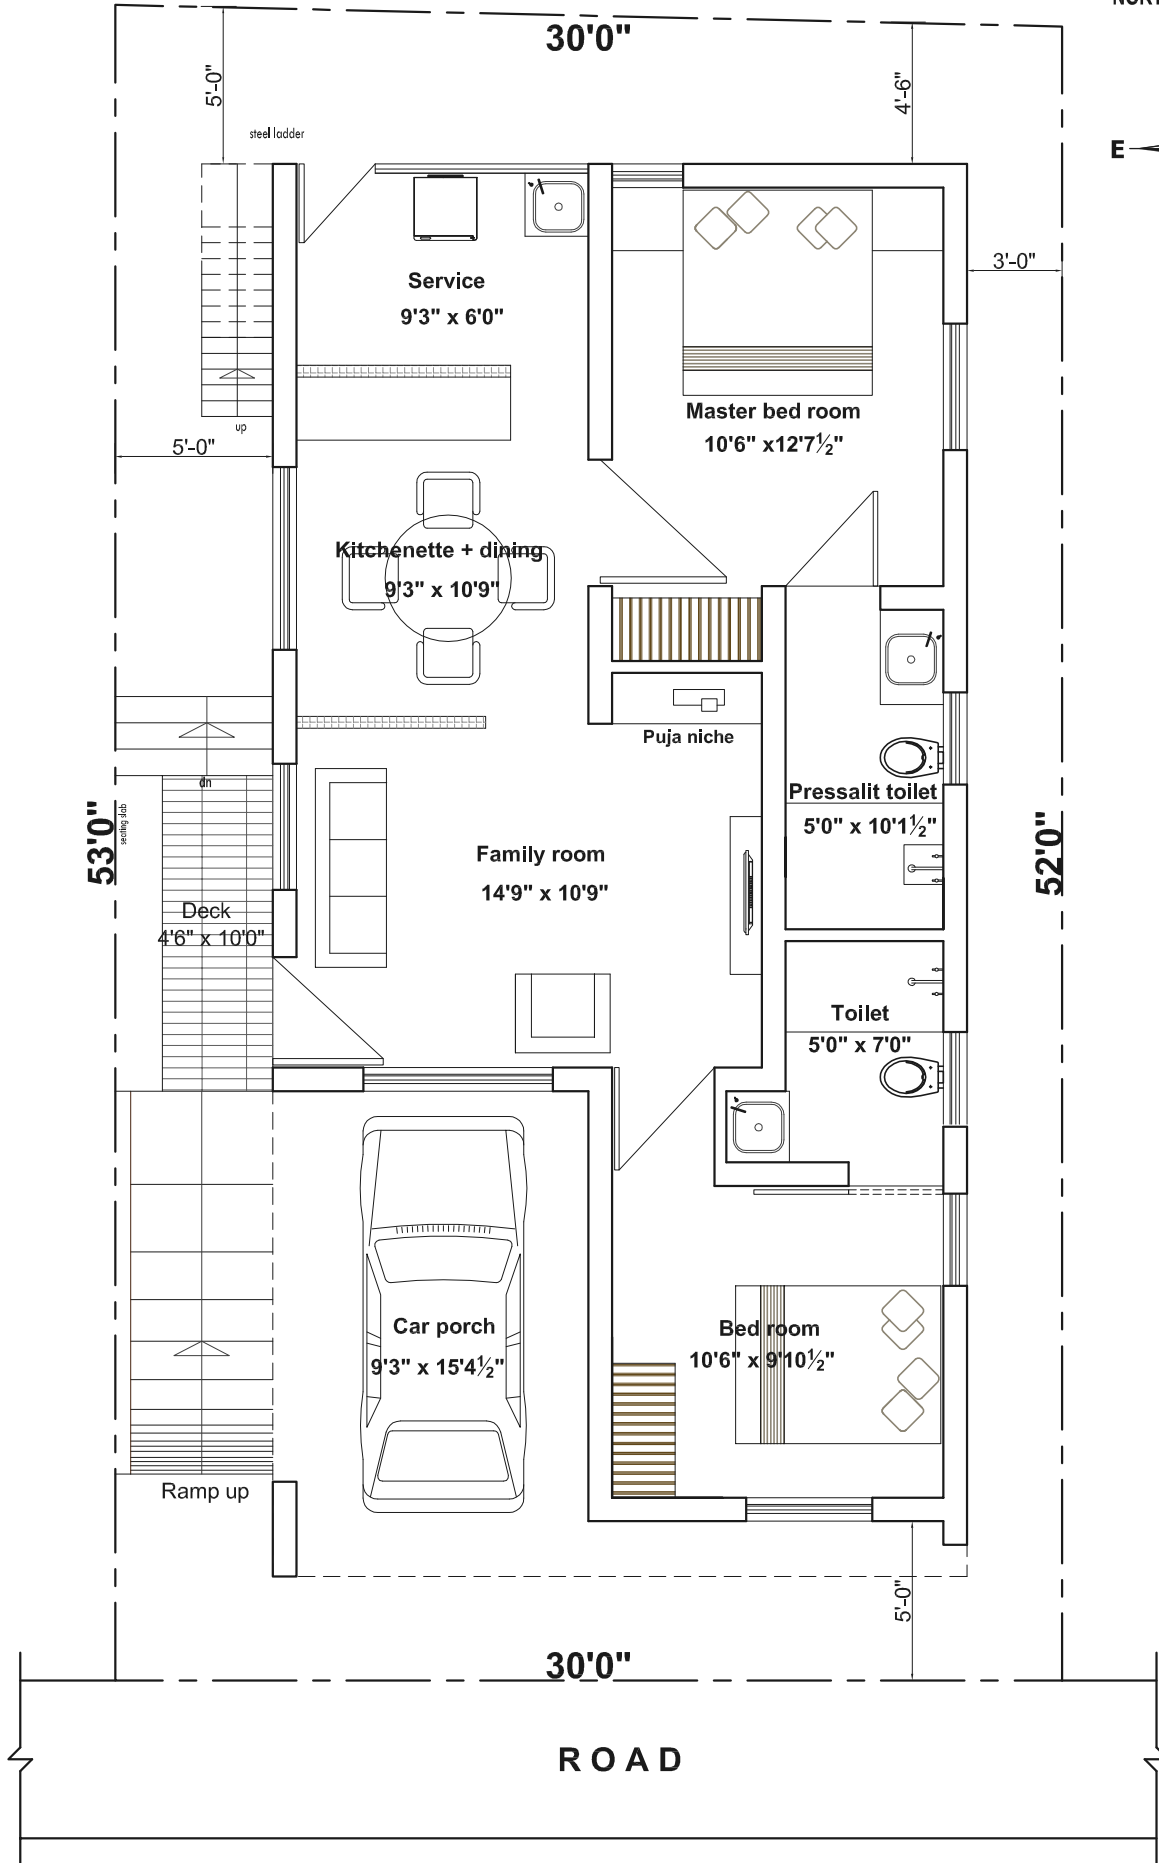 30'0"
5'-0"
4'-6"
steel ladder
E
Service
9'3" x 6'0"
3'-0"
Master bed room
10'6" x12'7½"
up
5'-0"
Kitchenette + dining
9'3" x 10'9"
Puja niche
dn
Pressalit toilet
5'0" x 10'1½"
53'0"
seating slab
52'0"
Family room
14'9" x 10'9"
Deck
4'6" x 10'0"
Toilet
5'0" x 7'0"
Car porch
9'3" x 15'4½"
Bed room
10'6" x 9'10½"
Ramp up
5'-0"
30'0"
ROAD